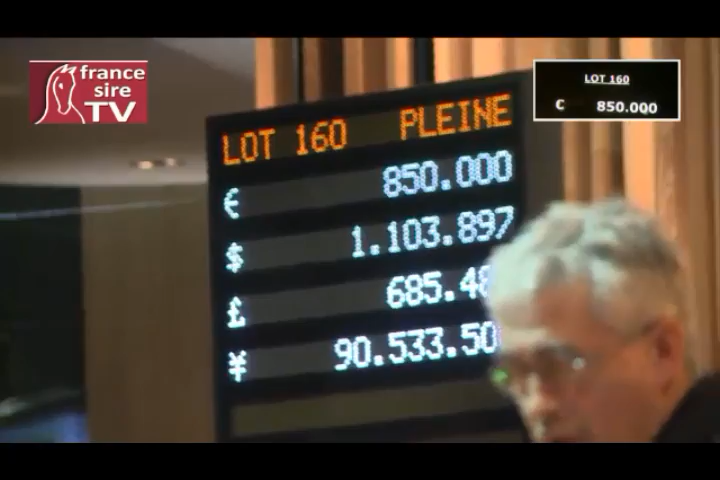 france
sire
TV
LOT 160
€ 850.000
LOT 160 PLEINE
€ 850.000
$ 1.103.897
£ 685.48
¥ 90.533.50